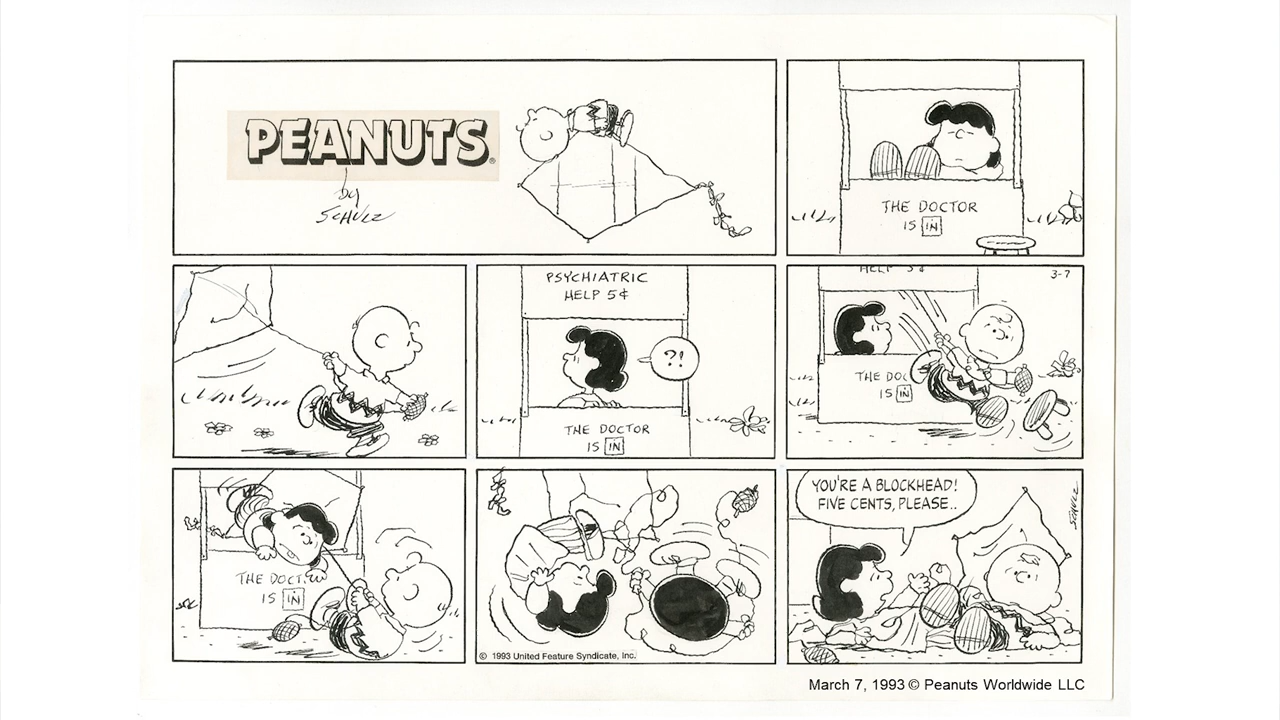 PEANUTS®
by
SCHULZ
THE DOCTOR
IS IN
PSYCHIATRIC
HELP 5¢
?!
THE DOCTOR
IS IN
HELP 5¢
3-7
THE DOC
IS IN
THE DOCT
IS IN
© 1993 United Feature Syndicate, Inc.
YOU'RE A BLOCKHEAD!
FIVE CENTS, PLEASE..
SCHULZ
March 7, 1993 © Peanuts Worldwide LLC